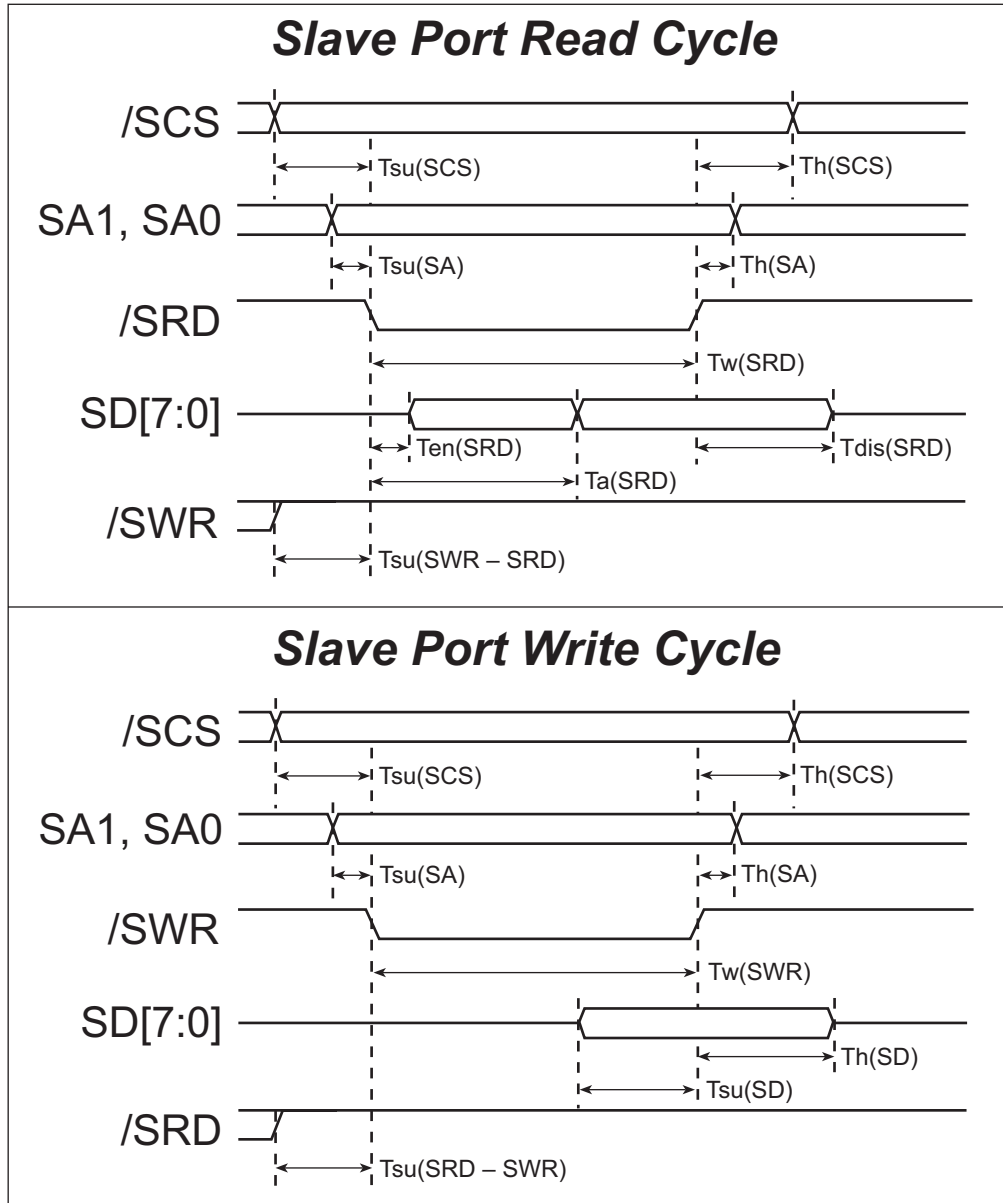 Slave Port Read Cycle
/SCS
Tsu(SCS)
Th(SCS)
SA1, SA0
Tsu(SA)
Th(SA)
/SRD
Tw(SRD)
SD[7:0]
Ten(SRD)
Tdis(SRD)
Ta(SRD)
/SWR
Tsu(SWR – SRD)
Slave Port Write Cycle
/SCS
Tsu(SCS)
Th(SCS)
SA1, SA0
Tsu(SA)
Th(SA)
/SWR
Tw(SWR)
SD[7:0]
Th(SD)
Tsu(SD)
/SRD
Tsu(SRD – SWR)